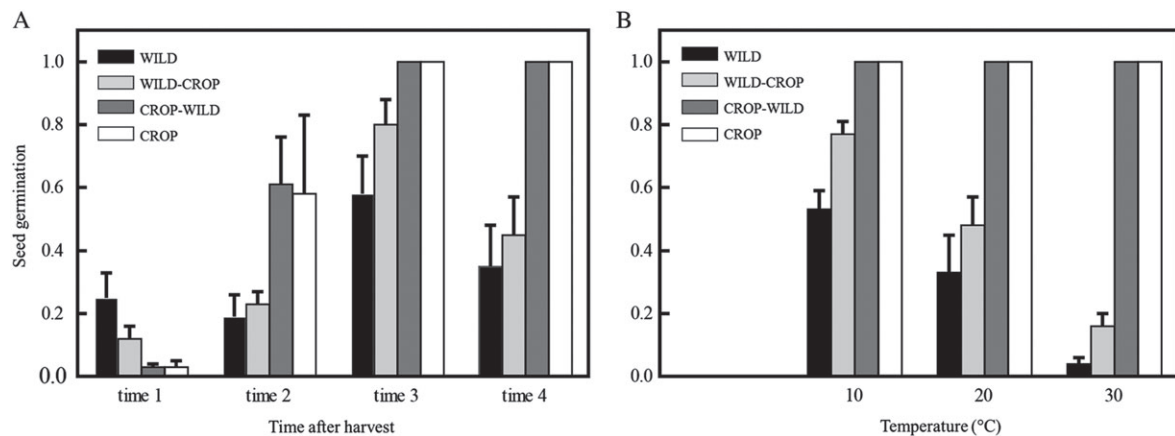 A
WILD
WILD-CROP
CROP-WILD
CROP
Seed germination
1.0
0.8
0.6
0.4
0.2
0.0
time 1 time 2 time 3 time 4
Time after harvest
B
WILD
WILD-CROP
CROP-WILD
CROP
1.0
0.8
0.6
0.4
0.2
0.0
10 20 30
Temperature (°C)